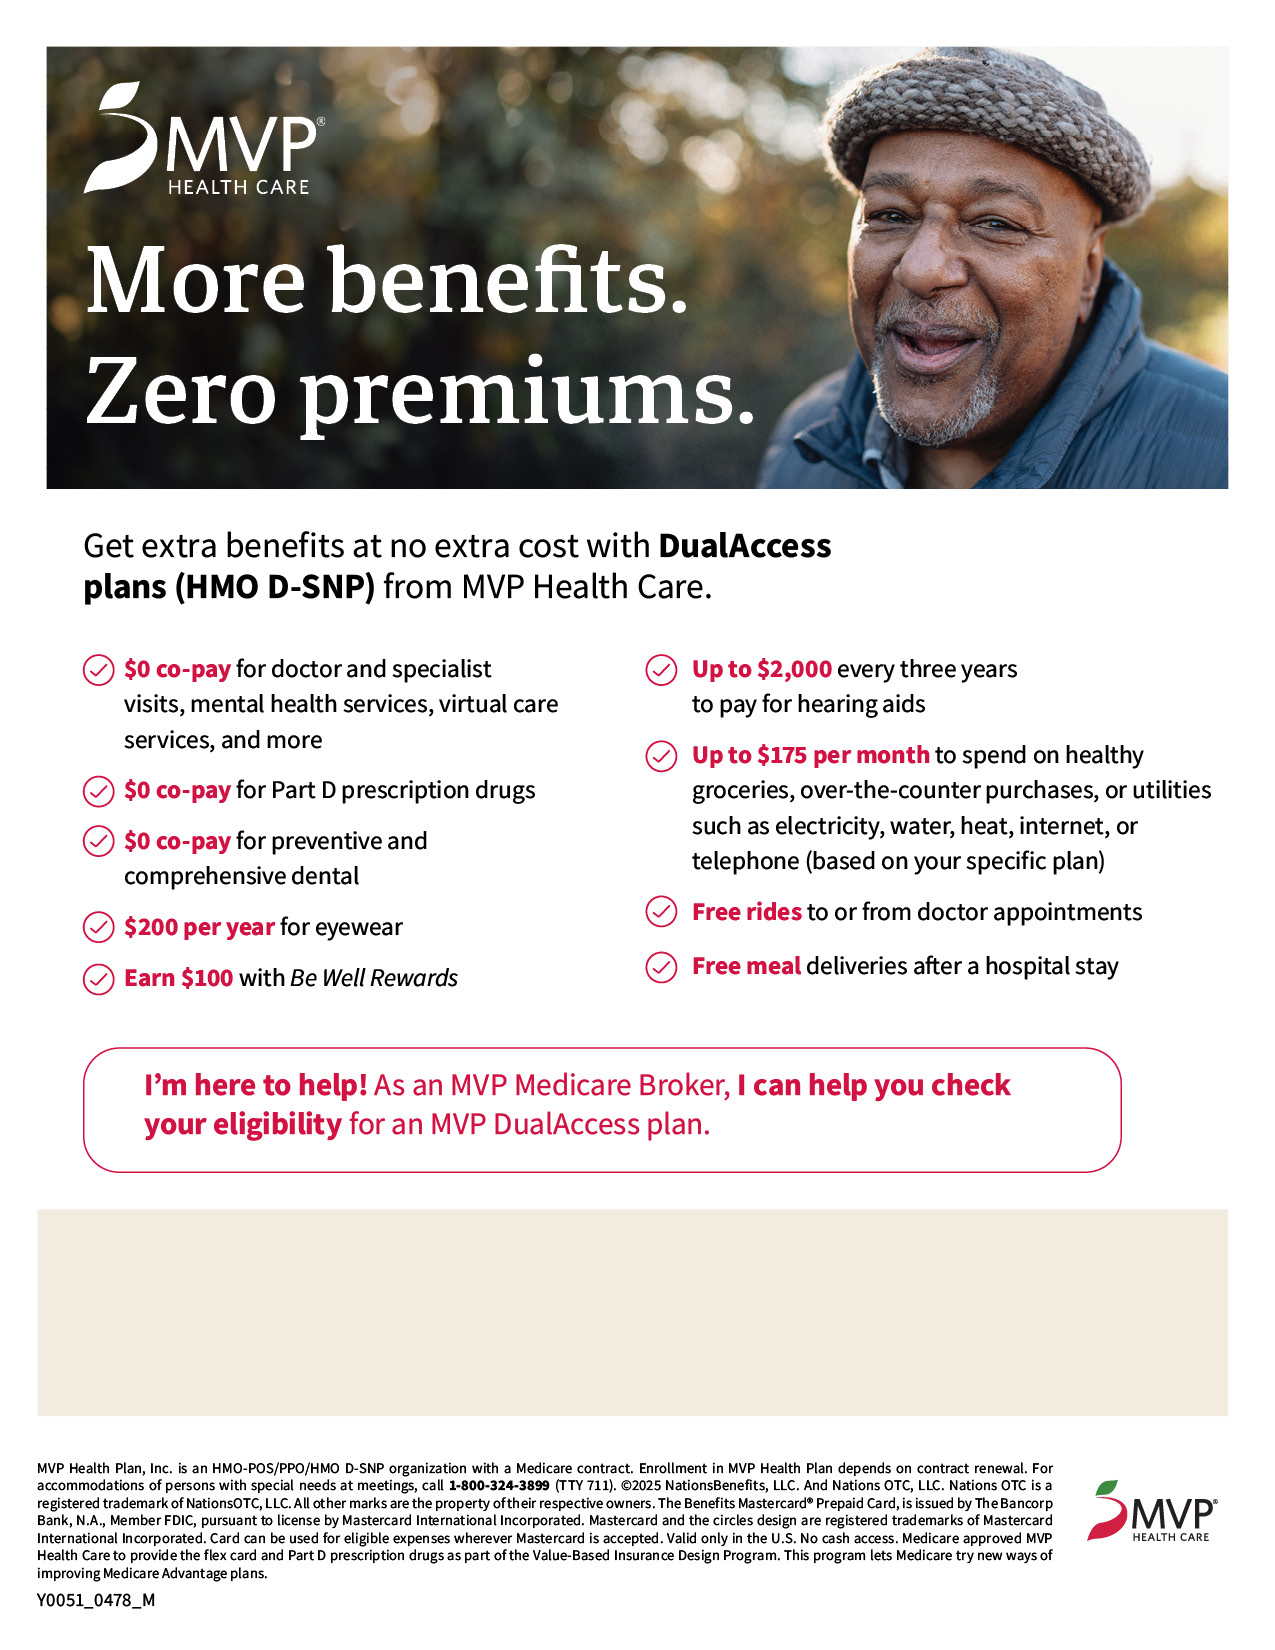 MVP®
HEALTH CARE
More benefits.
Zero premiums.
Get extra benefits at no extra cost with DualAccess
plans (HMO D-SNP) from MVP Health Care.
$0 co-pay for doctor and specialist
visits, mental health services, virtual care
services, and more
$0 co-pay for Part D prescription drugs
$0 co-pay for preventive and
comprehensive dental
$200 per year for eyewear
Earn $100 with Be Well Rewards
Up to $2,000 every three years
to pay for hearing aids
Up to $175 per month to spend on healthy
groceries, over-the-counter purchases, or utilities
such as electricity, water, heat, internet, or
telephone (based on your specific plan)
Free rides to or from doctor appointments
Free meal deliveries after a hospital stay
I’m here to help! As an MVP Medicare Broker, I can help you check
your eligibility for an MVP DualAccess plan.
MVP Health Plan, Inc. is an HMO-POS/PPO/HMO D-SNP organization with a Medicare contract. Enrollment in MVP Health Plan depends on contract renewal. For
accommodations of persons with special needs at meetings, call 1-800-324-3899 (TTY 711). ©2025 NationsBenefits, LLC. And Nations OTC, LLC. Nations OTC is a
registered trademark of NationsOTC, LLC. All other marks are the property of their respective owners. The Benefits Mastercard® Prepaid Card, is issued by The Bancorp
Bank, N.A., Member FDIC, pursuant to license by Mastercard International Incorporated. Mastercard and the circles design are registered trademarks of Mastercard
International Incorporated. Card can be used for eligible expenses wherever Mastercard is accepted. Valid only in the U.S. No cash access. Medicare approved MVP
Health Care to provide the flex card and Part D prescription drugs as part of the Value-Based Insurance Design Program. This program lets Medicare try new ways of
improving Medicare Advantage plans.
MVP®
HEALTH CARE
Y0051_0478_M